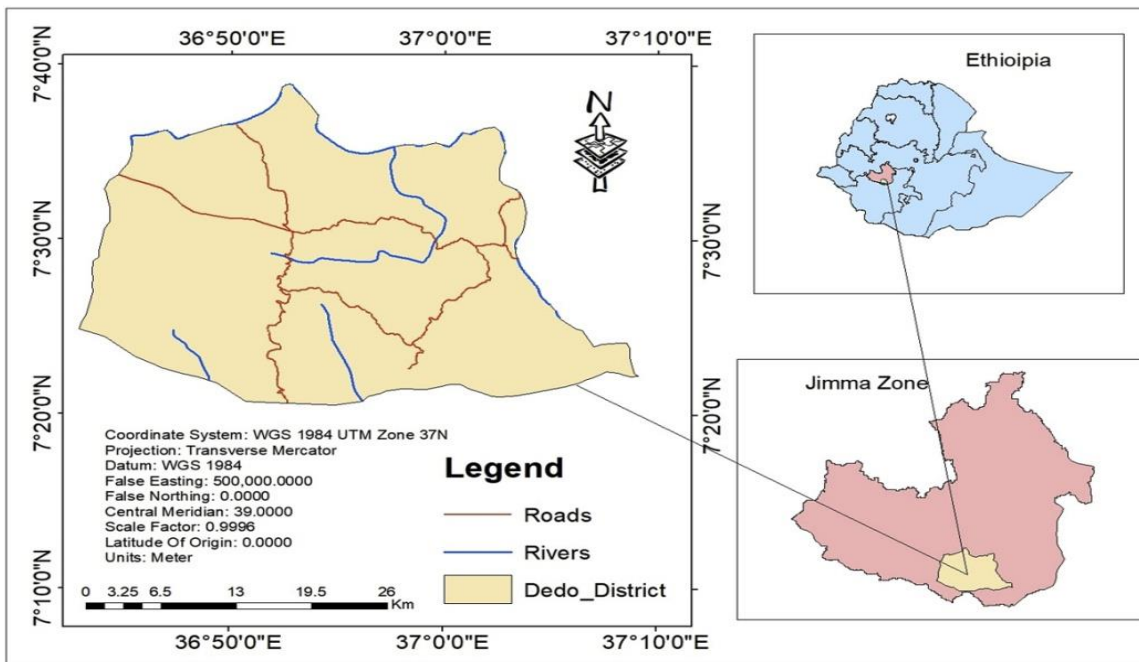 36°50'0"E 37°0'0"E 37°10'0"E
7°40'0"N
7°30'0"N
7°20'0"N
7°10'0"N
N
7°30'0"N
7°20'0"N
Coordinate System: WGS 1984 UTM Zone 37N
Projection: Transverse Mercator
Datum: WGS 1984
False Easting: 500,000.0000
False Northing: 0.0000
Central Meridian: 39.0000
Scale Factor: 0.9996
Latitude Of Origin: 0.0000
Units: Meter
0 3.25 6.5 13 19.5 26
Km
Legend
Roads
Rivers
Dedo_District
7°10'0"N
36°50'0"E 37°0'0"E 37°10'0"E
Ethioipia
Jimma Zone